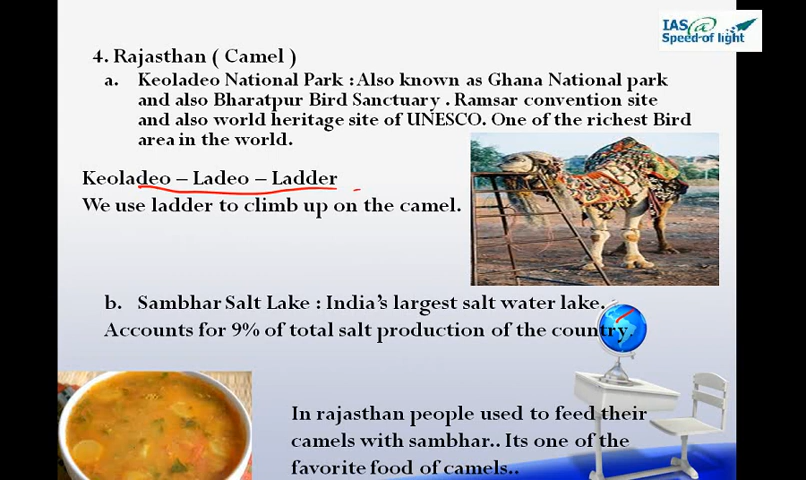 IAS@
Speed of light
4. Rajasthan ( Camel )
a. Keoladeo National Park : Also known as Ghana National park
and also Bharatpur Bird Sanctuary . Ramsar convention site
and also world heritage site of UNESCO. One of the richest Bird
area in the world.
Keoladeo – Ladeo – Ladder
We use ladder to climb up on the camel.
b. Sambhar Salt Lake : India's largest salt water lake.
Accounts for 9% of total salt production of the country.
In rajasthan people used to feed their
camels with sambhar.. Its one of the
favorite food of camels..